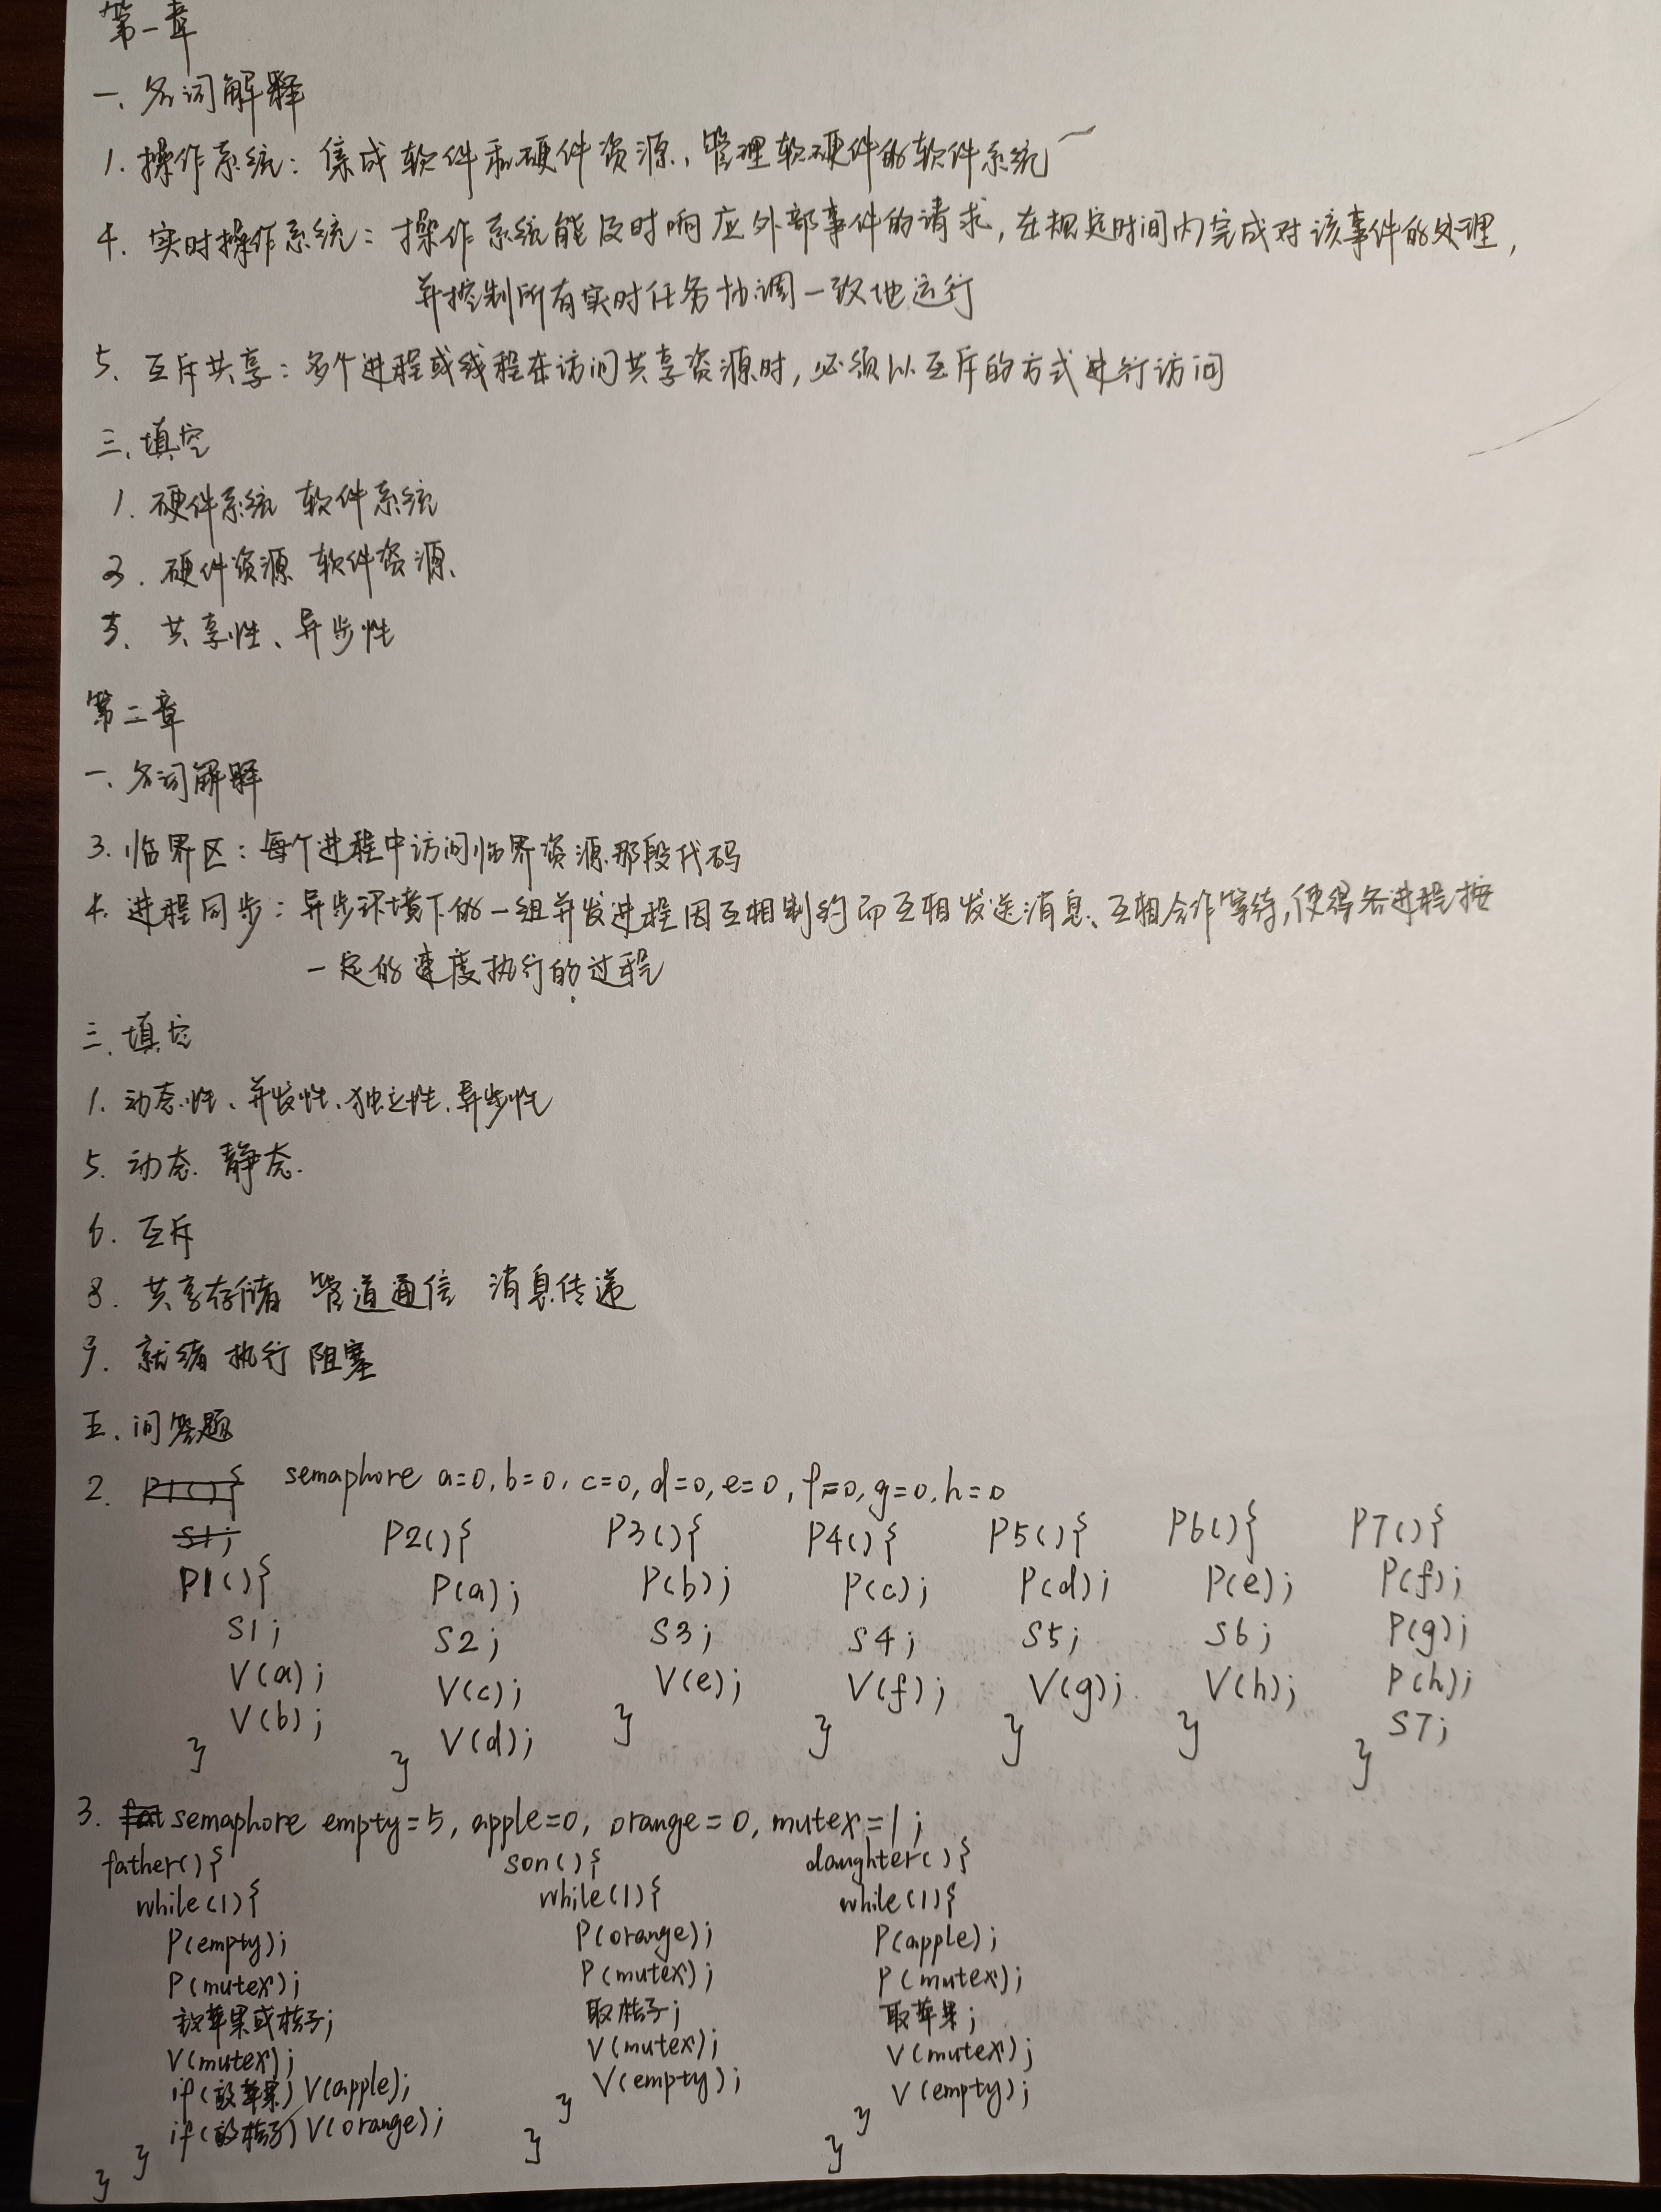 第一章
一、名词解释
1. 操作系统：集成软件和硬件资源，管理软硬件的软件系统
4. 实时操作系统：操作系统能及时响应外部事件的请求，在规定时间内完成对该事件的处理，
并控制所有实时任务协调一致地运行
5、互斥共享：多个进程或线程在访问共享资源时，必须以互斥的方式进行访问
三、填空
1. 硬件系统 软件系统
3. 硬件资源 软件资源、
5、共享性、异步性
第二章
一、名词解释
3. 临界区：每个进程中访问临界资源那段代码
4. 进程同步：异步环境下的一组并发进程因互相制约而互相发送消息、互相合作等待，使得各进程按
一定的速度执行的过程
三、填空
1. 动态性、并发性、独立性、异步性
5. 动态 静态.
6. 互斥
8. 共享存储 管道通信 消息传递
9. 就绪 执行 阻塞
五、问答题
2. semaphore a=0, b=0, c=0, d=0, e=0, f=0, g=0, h=0
P2(){ P3(){ P4(){ P5(){ P6(){ P7(){
P1(){ P(a); P(b); P(c); P(d); P(e); P(f);
S1; S2; S3; S4; S5; S6; P(g);
V(a); V(c); V(e); V(f); V(g); V(h); P(h);
V(b); V(d); } } } } S7;
} } }
3. semaphore empty=5, apple=0, orange=0, mutex=1;
father(){ son(){ daughter(){
while(1){ while(1){ while(1){
P(empty); P(orange); P(apple);
P(mutex); P(mutex); P(mutex);
放苹果或桔子; 取桔子; 取苹果;
V(mutex); V(mutex); V(mutex);
if(放苹果) V(apple); V(empty); V(empty);
if(放桔子) V(orange); } }
} } }
}